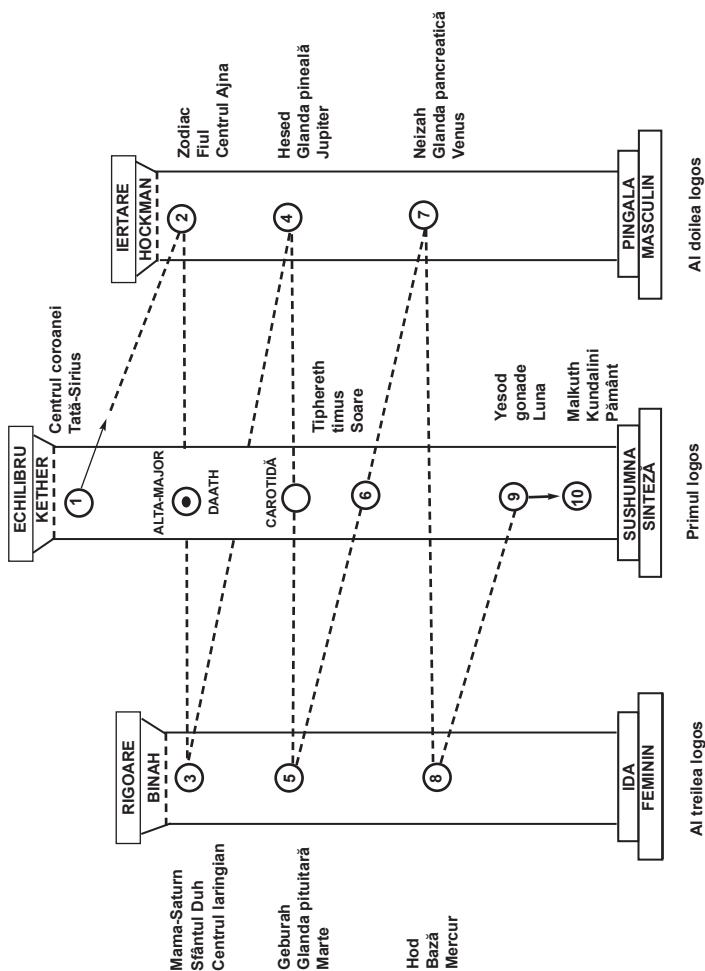 ECHILIBRU
KETHER
Centrul coroanei
Tată-Sirius
1
RIGOARE
BINAH
IERTARE
HOCKMAN
Mama-Saturn
Sfântul Duh
Centrul laringian
3
ALTA-MAJOR
DAATH
2
Zodiac
Fiul
Centrul Ajna
Geburah
Glanda pituitară
Marte
5
CAROTIDĂ
4
Hesed
Glanda pineală
Jupiter
Tiphereth
timus
Soare
6
Hod
Bază
Mercur
8
7
Neizah
Glanda pancreatică
Venus
9
Yesod
gonade
Luna
10
Malkuth
Kundalini
Pământ
IDA
FEMININ
SUSHUMNA
SINTEZĂ
PINGALA
MASCULIN
Al treilea logos
Primul logos
Al doilea logos